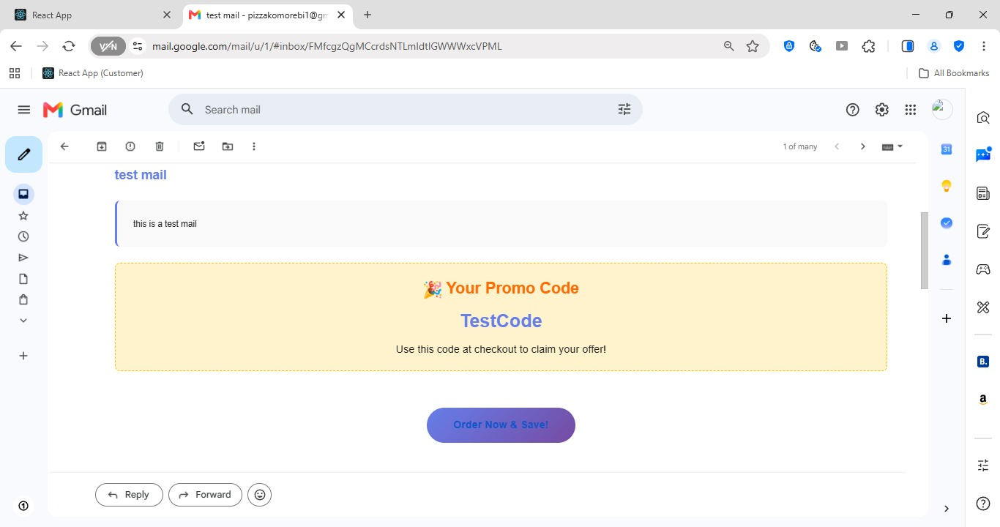 React App
test mail - pizzakomorebi1@gm
VPN
mail.google.com/mail/u/1/#inbox/FMfcgzQgMCcrdsNTLmldtlGWWWxcVPML
React App (Customer)
All Bookmarks
Gmail
Search mail
1 of many
31
test mail
this is a test mail
🎉 Your Promo Code
TestCode
Use this code at checkout to claim your offer!
Order Now & Save!
Reply
Forward
B.
a